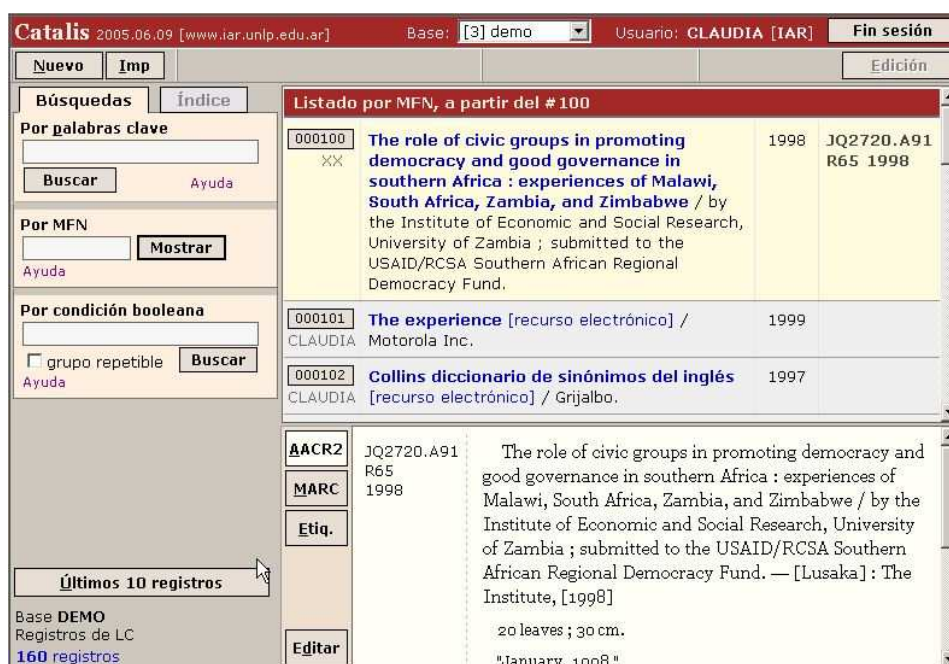 Catalis 2005.06.09 [www.iar.unlp.edu.ar] Base: [3] demo Usuario: CLAUDIA [IAR] Fin sesión
Nuevo Imp Edición
Búsquedas Índice
Por palabras clave
Buscar Ayuda
Por MFN
Mostrar
Ayuda
Por condición booleana
grupo repetible Buscar
Ayuda
Últimos 10 registros
Base DEMO
Registros de LC
160 registros
Listado por MFN, a partir del #100
000100 The role of civic groups in promoting 1998 JQ2720.A91
XX democracy and good governance in R65 1998
southern Africa : experiences of Malawi,
South Africa, Zambia, and Zimbabwe / by
the Institute of Economic and Social Research,
University of Zambia ; submitted to the
USAID/RCSA Southern African Regional
Democracy Fund.
000101 The experience [recurso electrónico] / 1999
CLAUDIA Motorola Inc.
000102 Collins diccionario de sinónimos del inglés 1997
CLAUDIA [recurso electrónico] / Grijalbo.
AACR2
MARC
Etiq.
Editar
JQ2720.A91
R65
1998
The role of civic groups in promoting democracy and
good governance in southern Africa : experiences of
Malawi, South Africa, Zambia, and Zimbabwe / by the
Institute of Economic and Social Research, University
of Zambia ; submitted to the USAID/RCSA Southern
African Regional Democracy Fund. — [Lusaka] : The
Institute, [1998]
20 leaves ; 30 cm.
"January, 1998."